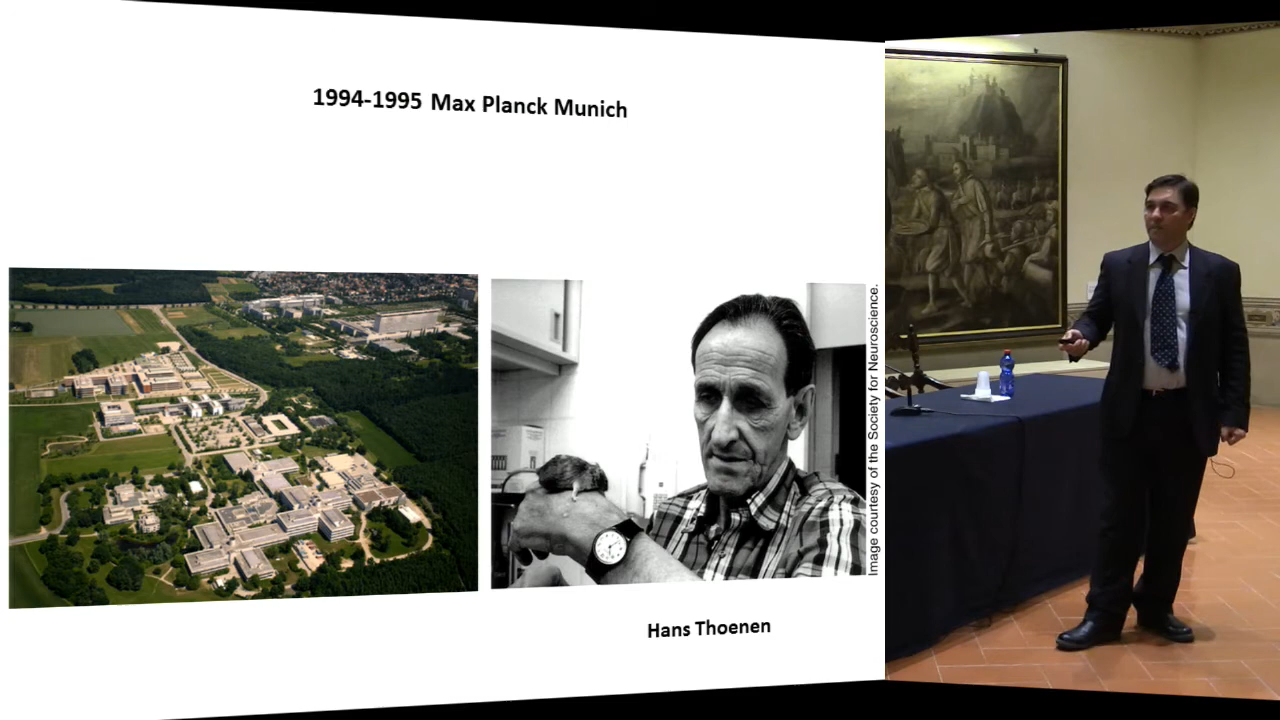 1994-1995 Max Planck Munich
Image courtesy of the Society for Neuroscience.
Hans Thoenen